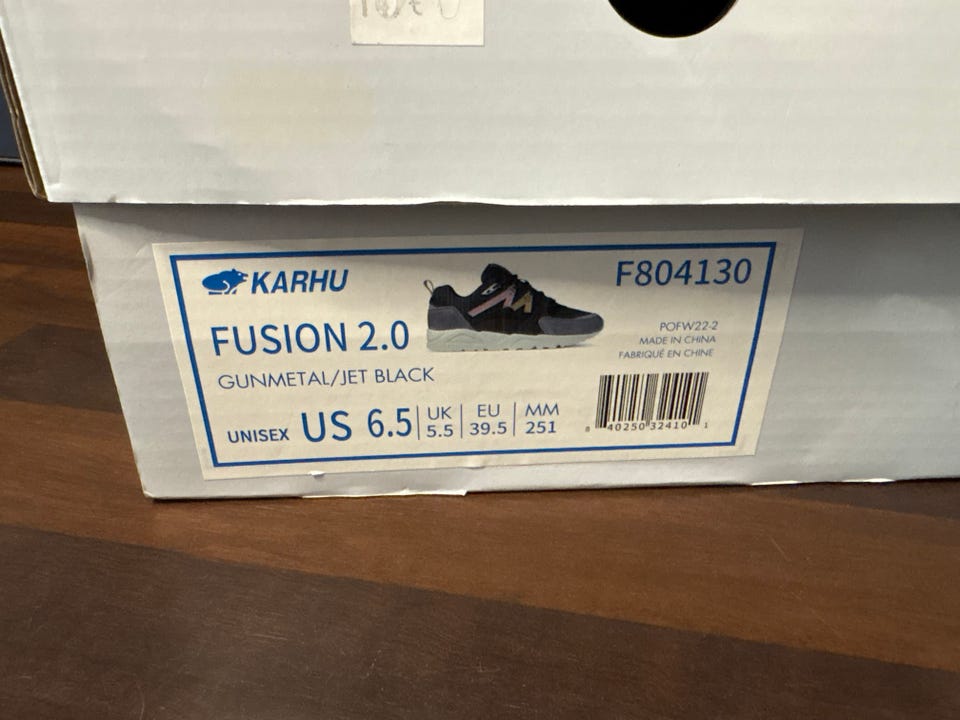 KARHU
F804130
FUSION 2.0
GUNMETAL/JET BLACK
POFW22-2
MADE IN CHINA
FABRIQUÉ EN CHINE
UNISEX US 6.5
UK 5.5
EU 39.5
MM 251
8 40250 32410 1